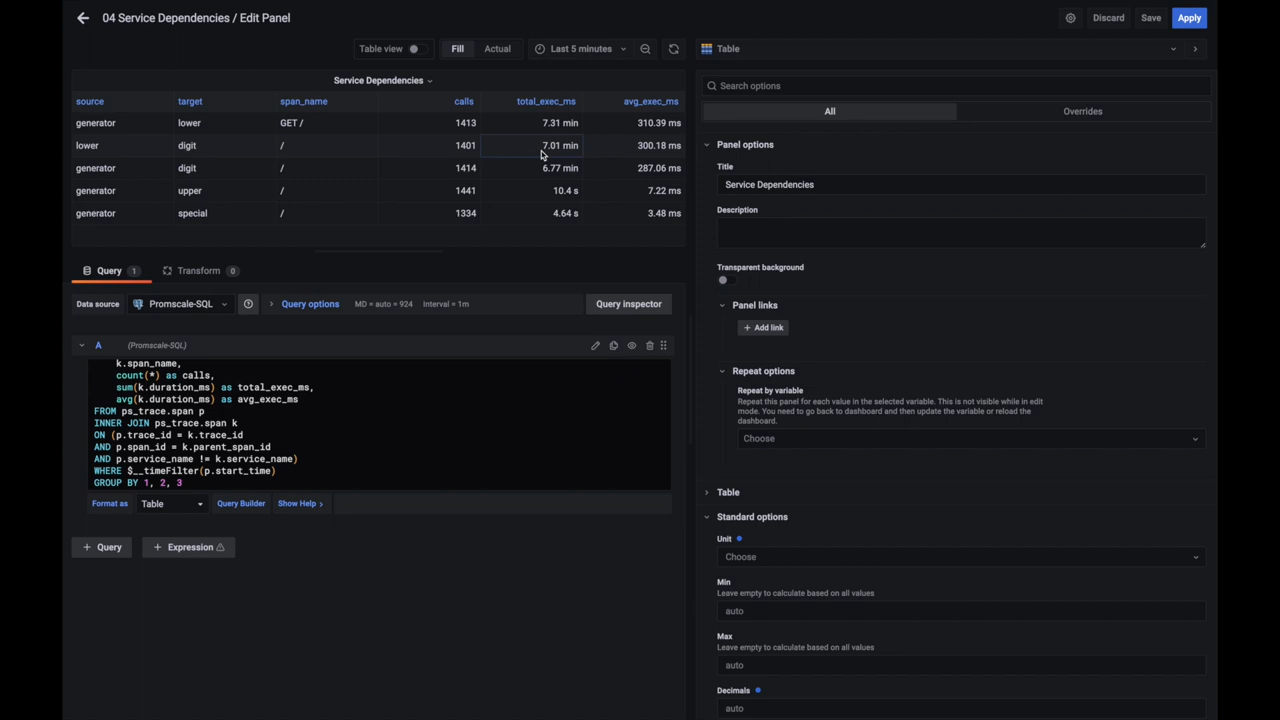 04 Service Dependencies / Edit Panel
Discard
Save
Apply
Table view
Fill
Actual
Last 5 minutes
Table
Service Dependencies
source target span_name calls total_exec_ms avg_exec_ms
generator lower GET / 1413 7.31 min 310.39 ms
lower digit / 1401 7.01 min 300.18 ms
generator digit / 1414 6.77 min 287.06 ms
generator upper / 1441 10.4 s 7.22 ms
generator special / 1334 4.64 s 3.48 ms
Query 1
Transform 0
Data source
Promscale-SQL
Query options
MD = auto = 924
Interval = 1m
Query inspector
A
(Promscale-SQL)
k.span_name,
count(*) as calls,
sum(k.duration_ms) as total_exec_ms,
avg(k.duration_ms) as avg_exec_ms
FROM ps_trace.span p
INNER JOIN ps_trace.span k
ON (p.trace_id = k.trace_id
AND p.span_id = k.parent_span_id
AND p.service_name != k.service_name)
WHERE $__timeFilter(p.start_time)
GROUP BY 1, 2, 3
Format as
Table
Query Builder
Show Help
+ Query
+ Expression
Search options
All
Overrides
Panel options
Title
Service Dependencies
Description
Transparent background
Panel links
+ Add link
Repeat options
Repeat by variable
Repeat this panel for each value in the selected variable. This is not visible while in edit
mode. You need to go back to dashboard and then update the variable or reload the
dashboard.
Choose
Table
Standard options
Unit
Choose
Min
Leave empty to calculate based on all values
auto
Max
Leave empty to calculate based on all values
auto
Decimals
auto